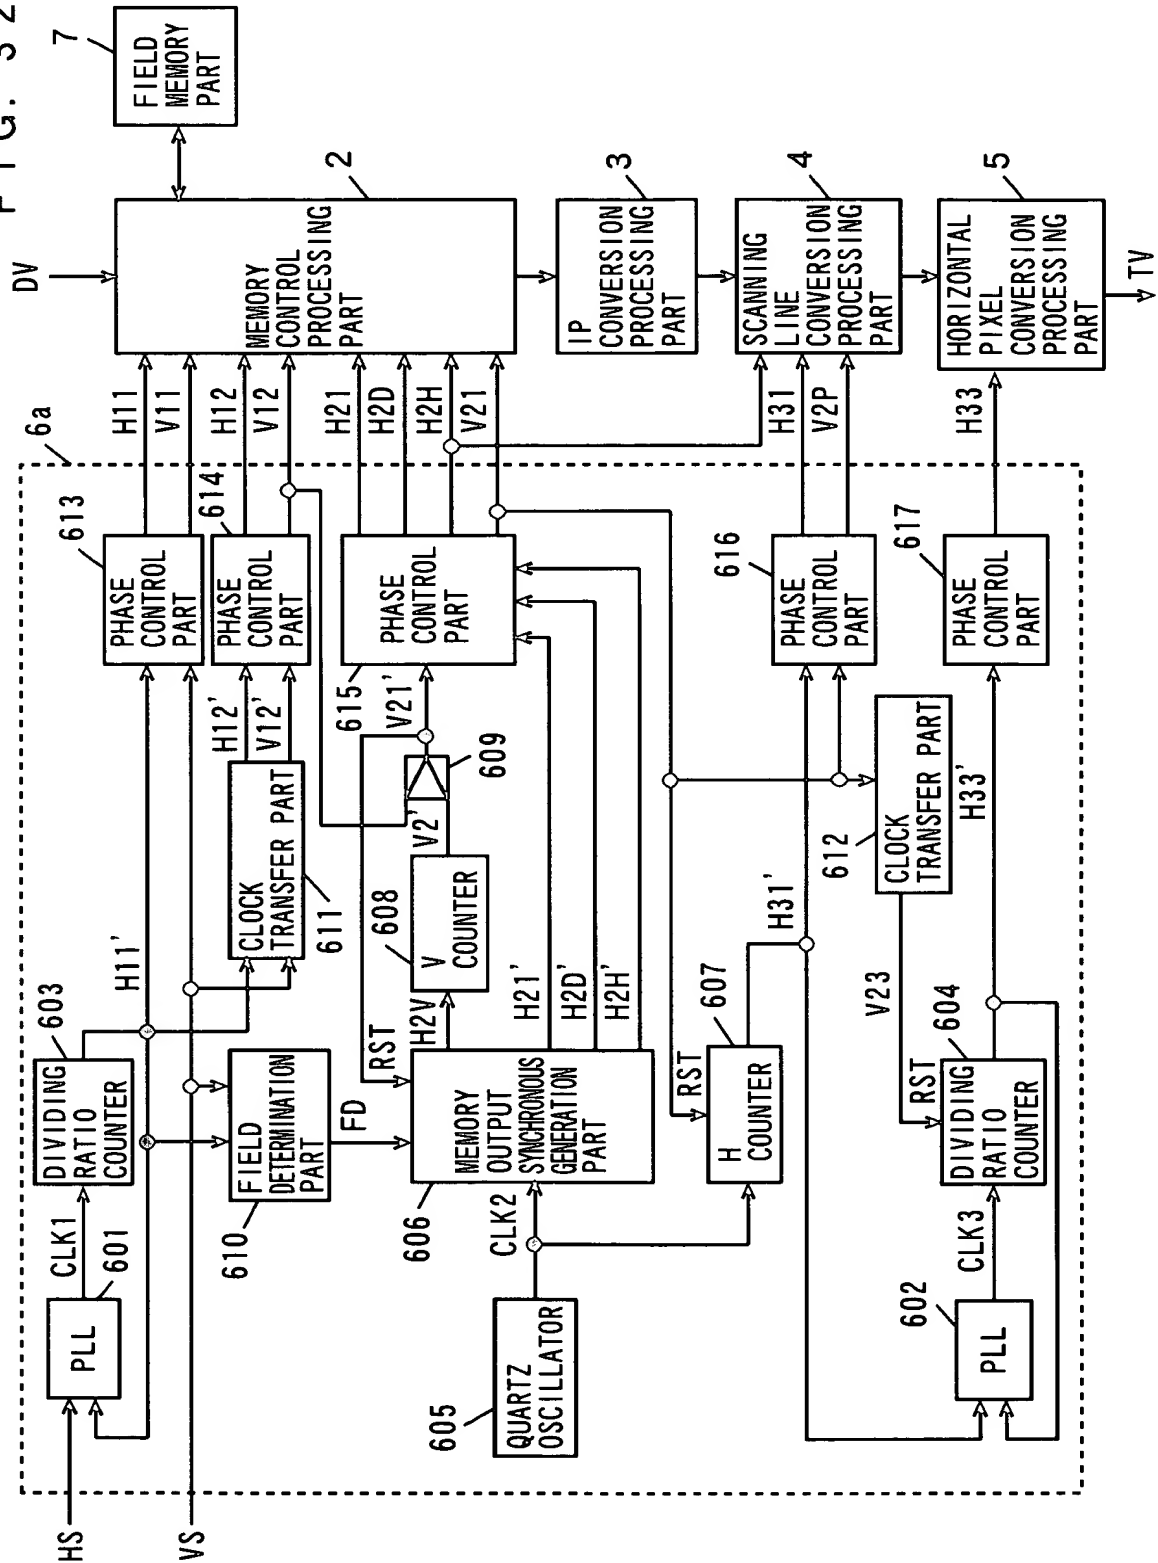 FIG. 32
7
FIELD
MEMORY
PART
DV
2
MEMORY
CONTROL
PROCESSING
PART
3
IP
CONVERSION
PROCESSING
PART
4
SCANNING
LINE
CONVERSION
PROCESSING
PART
5
HORIZONTAL
PIXEL
CONVERSION
PROCESSING
PART
TV
6a
H11
V11
H12
V12
H21
H2D
H2H
V21
H31
V2P
H33
613
PHASE
CONTROL
PART
614
PHASE
CONTROL
PART
PHASE
CONTROL
PART
615
616
PHASE
CONTROL
PART
617
PHASE
CONTROL
PART
H12'
V12'
V21'
609
V2'
CLOCK
TRANSFER PART
611
608
V
COUNTER
H2V
RST
H11'
H21'
H2D'
H2H'
H31'
612
CLOCK
TRANSFER PART
H33'
V23
603
DIVIDING
RATIO
COUNTER
FIELD
DETERMINATION
PART
610
FD
MEMORY
OUTPUT
SYNCHRONOUS
GENERATION
PART
606
607
RST
H
COUNTER
604
RST
DIVIDING
RATIO
COUNTER
CLK1
601
PLL
CLK2
605
QUARTZ
OSCILLATOR
CLK3
602
PLL
HS
VS